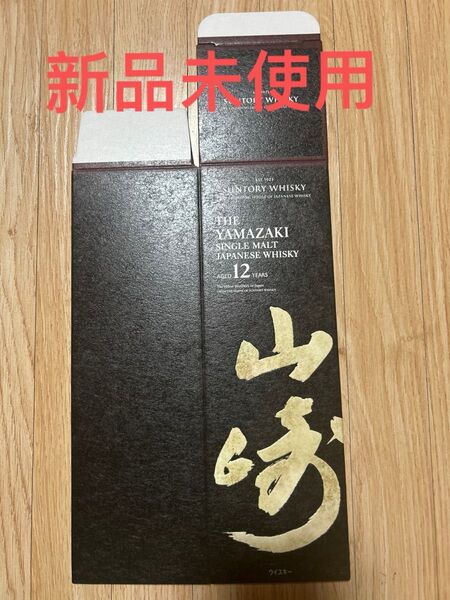 新品未使用
SUNTORY WHISKY
EST. 1923
SUNTORY WHISKY
THE
YAMAZAKI
SINGLE MALT
JAPANESE WHISKY
AGED 12 YEARS
山崎
ウイスキー